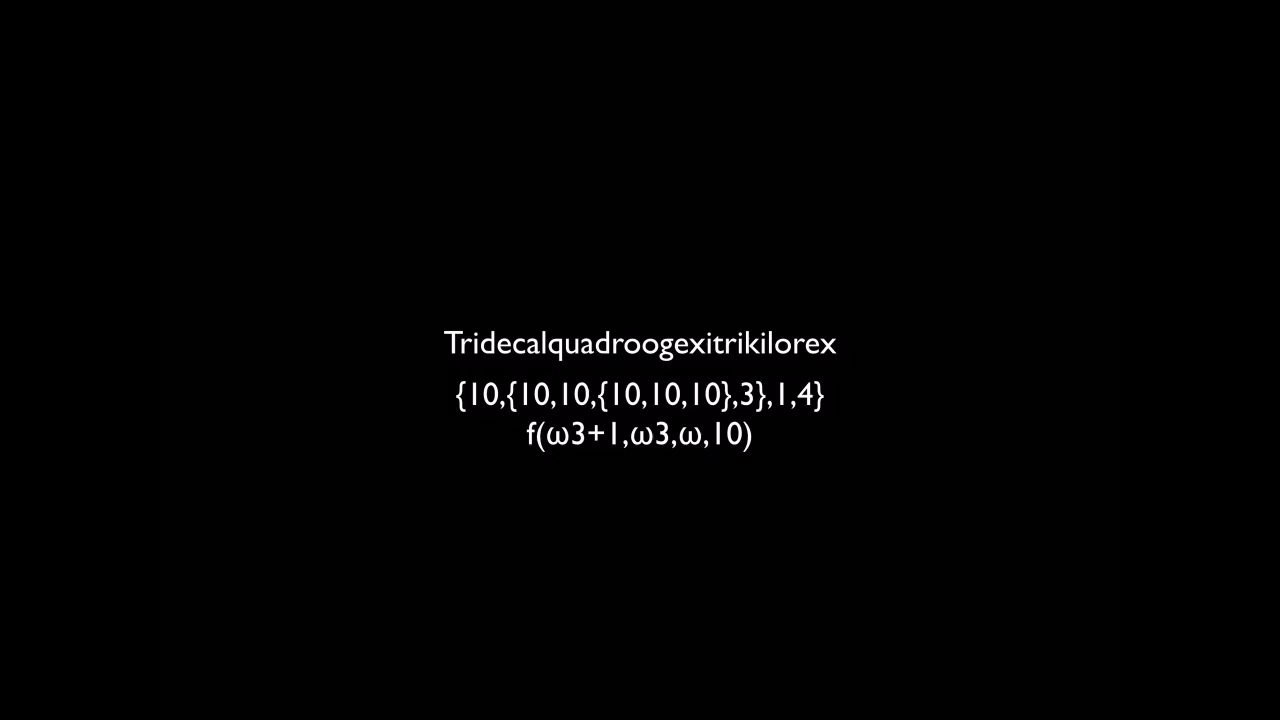 Tridecalquadroogexitrikilorex
{10,{10,10,{10,10,10},3},1,4}
f(ω3+1,ω3,ω,10)